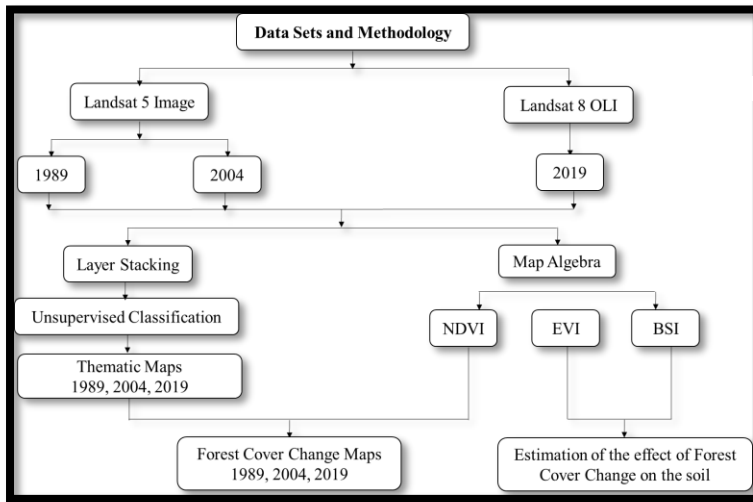 Data Sets and Methodology
Landsat 5 Image
Landsat 8 OLI
1989
2004
2019
Layer Stacking
Map Algebra
Unsupervised Classification
NDVI
EVI
BSI
Thematic Maps
1989, 2004, 2019
Forest Cover Change Maps
1989, 2004, 2019
Estimation of the effect of Forest
Cover Change on the soil